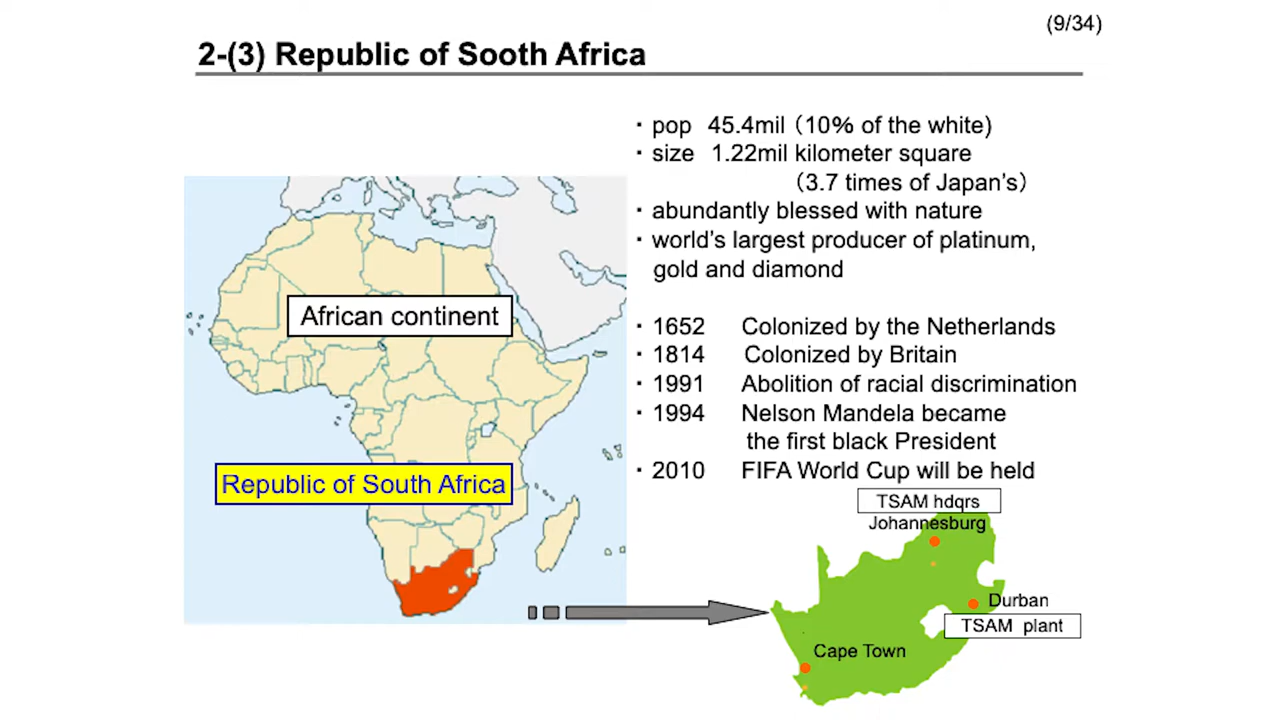 (9/34)
2-(3) Republic of Sooth Africa
・pop 45.4mil（10% of the white)
・size 1.22mil kilometer square
（3.7 times of Japan's）
・abundantly blessed with nature
・world's largest producer of platinum,
gold and diamond
・1652 Colonized by the Netherlands
・1814 Colonized by Britain
・1991 Abolition of racial discrimination
・1994 Nelson Mandela became
the first black President
・2010 FIFA World Cup will be held
African continent
Republic of South Africa
TSAM hdqrs
Johannesburg
Durban
TSAM plant
Cape Town